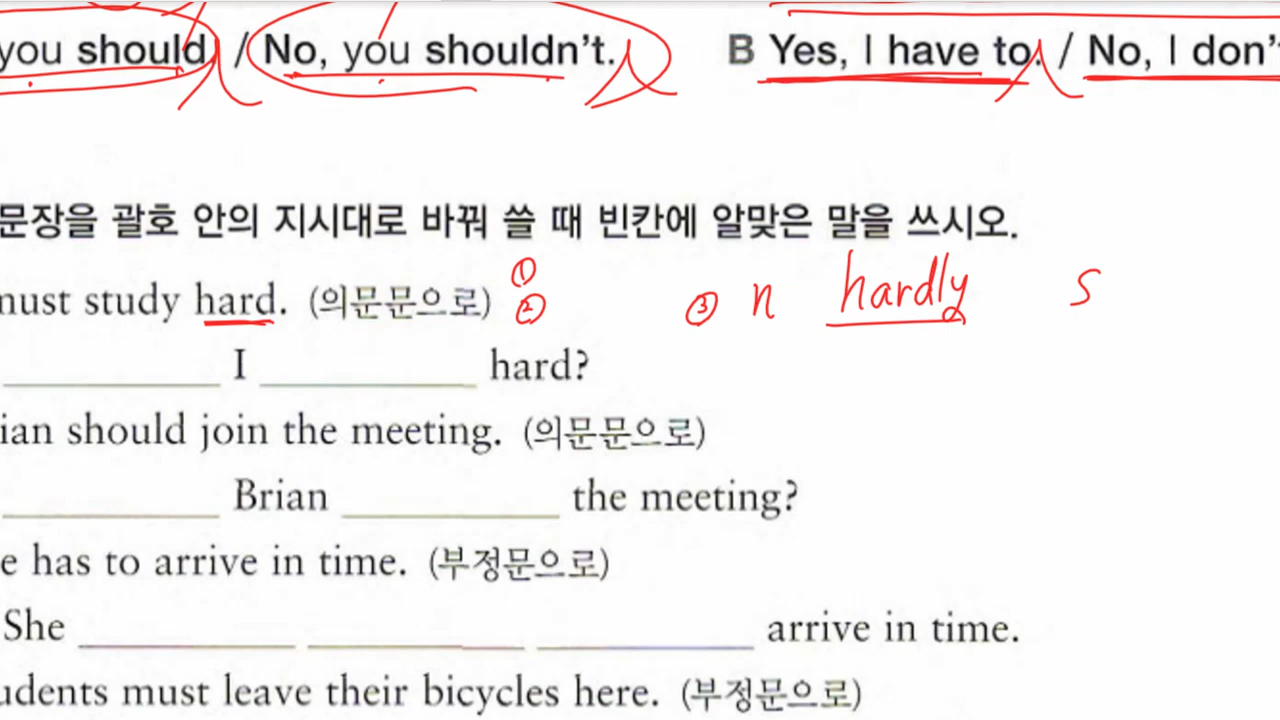 you should. / No, you shouldn't. B Yes, I have to. / No, I don't
문장을 괄호 안의 지시대로 바꿔 쓸 때 빈칸에 알맞은 말을 쓰시오.
must study hard. (의문문으로) ① ② ③ n hardly s
I hard?
ian should join the meeting. (의문문으로)
Brian the meeting?
e has to arrive in time. (부정문으로)
She arrive in time.
udents must leave their bicycles here. (부정문으로)